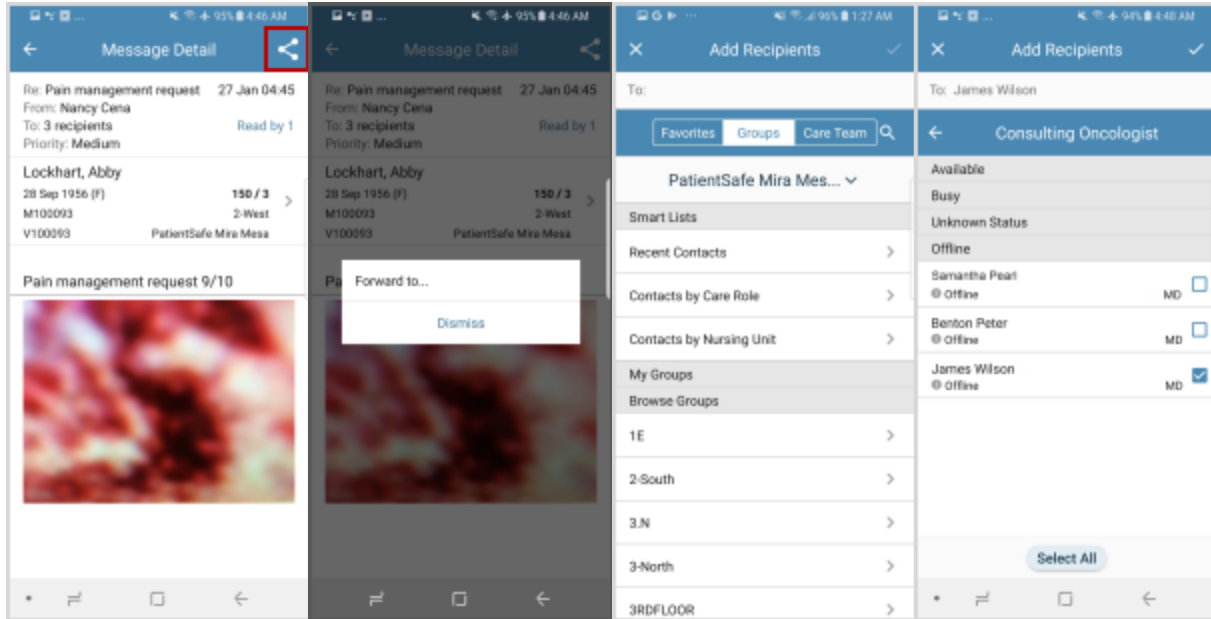 95% 4:46 AM
Message Detail
Re: Pain management request 27 Jan 04:45
From: Nancy Cena
To: 3 recipients Read by 1
Priority: Medium
Lockhart, Abby
28 Sep 1956 (F) 150 / 3
M100093 2-West
V100093 PatientSafe Mira Mesa
Pain management request 9/10
... 95% 4:46 AM
Message Detail
Re: Pain management request 27 Jan 04:45
From: Nancy Cena
To: 3 recipients Read by 1
Priority: Medium
Lockhart, Abby
28 Sep 1956 (F) 150 / 3
M100093 2-West
V100093 PatientSafe Mira Mesa
Pa
Forward to...
Dismiss
G ... 96% 1:27 AM
Add Recipients
To:
Favorites Groups Care Team
PatientSafe Mira Mes...
Smart Lists
Recent Contacts
Contacts by Care Role
Contacts by Nursing Unit
My Groups
Browse Groups
1E
2-South
3.N
3-North
3RDFLOOR
... 94% 4:48 AM
Add Recipients
To: James Wilson
Consulting Oncologist
Available
Busy
Unknown Status
Offline
Samantha Pearl
Offline MD
Benton Peter
Offline MD
James Wilson
Offline MD
Select All